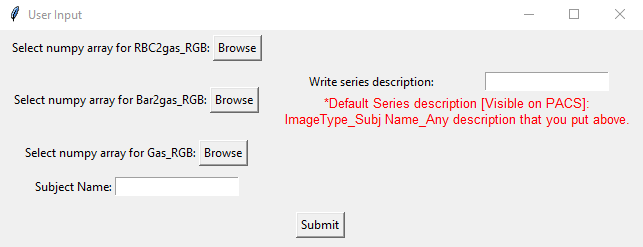 User Input
Select numpy array for RBC2gas_RGB: Browse
Write series description:
Select numpy array for Bar2gas_RGB: Browse
*Default Series description [Visible on PACS]:
ImageType_Subj Name_Any description that you put above.
Select numpy array for Gas_RGB: Browse
Subject Name:
Submit